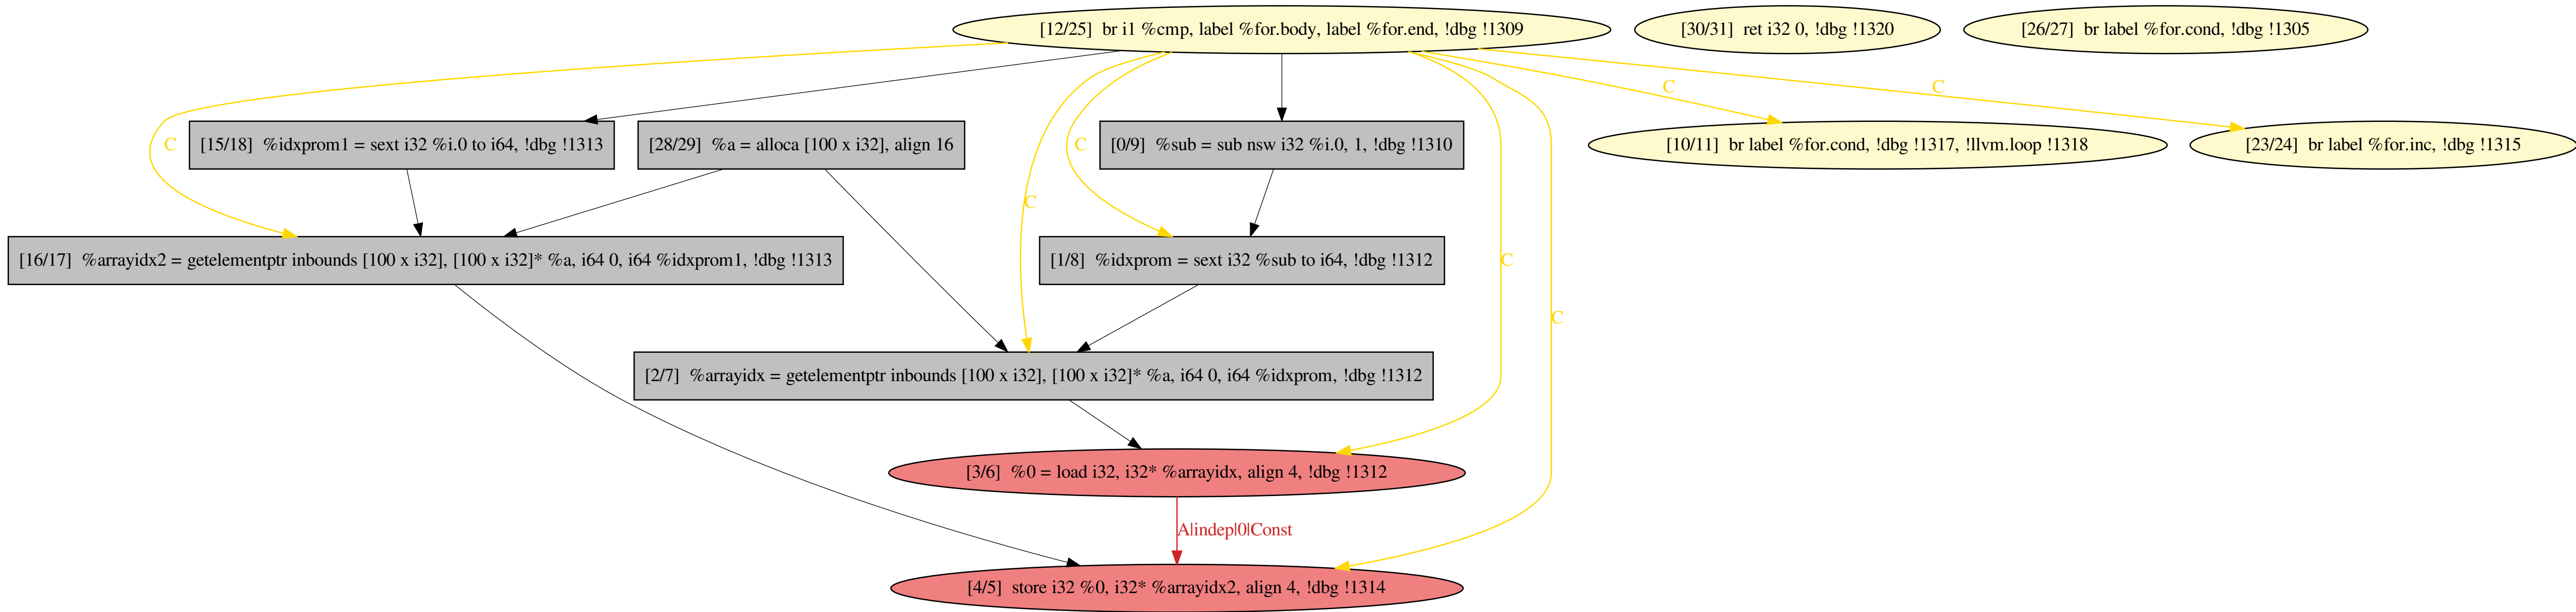 [12/25] br i1 %cmp, label %for.body, label %for.end, !dbg !1309
[30/31] ret i32 0, !dbg !1320
[26/27] br label %for.cond, !dbg !1305
C
C
C
[15/18] %idxprom1 = sext i32 %i.0 to i64, !dbg !1313
[28/29] %a = alloca [100 x i32], align 16
C
[0/9] %sub = sub nsw i32 %i.0, 1, !dbg !1310
[10/11] br label %for.cond, !dbg !1317, !llvm.loop !1318
[23/24] br label %for.inc, !dbg !1315
C
[16/17] %arrayidx2 = getelementptr inbounds [100 x i32], [100 x i32]* %a, i64 0, i64 %idxprom1, !dbg !1313
[1/8] %idxprom = sext i32 %sub to i64, !dbg !1312
C
C
[2/7] %arrayidx = getelementptr inbounds [100 x i32], [100 x i32]* %a, i64 0, i64 %idxprom, !dbg !1312
[3/6] %0 = load i32, i32* %arrayidx, align 4, !dbg !1312
A|indep|0|Const
[4/5] store i32 %0, i32* %arrayidx2, align 4, !dbg !1314